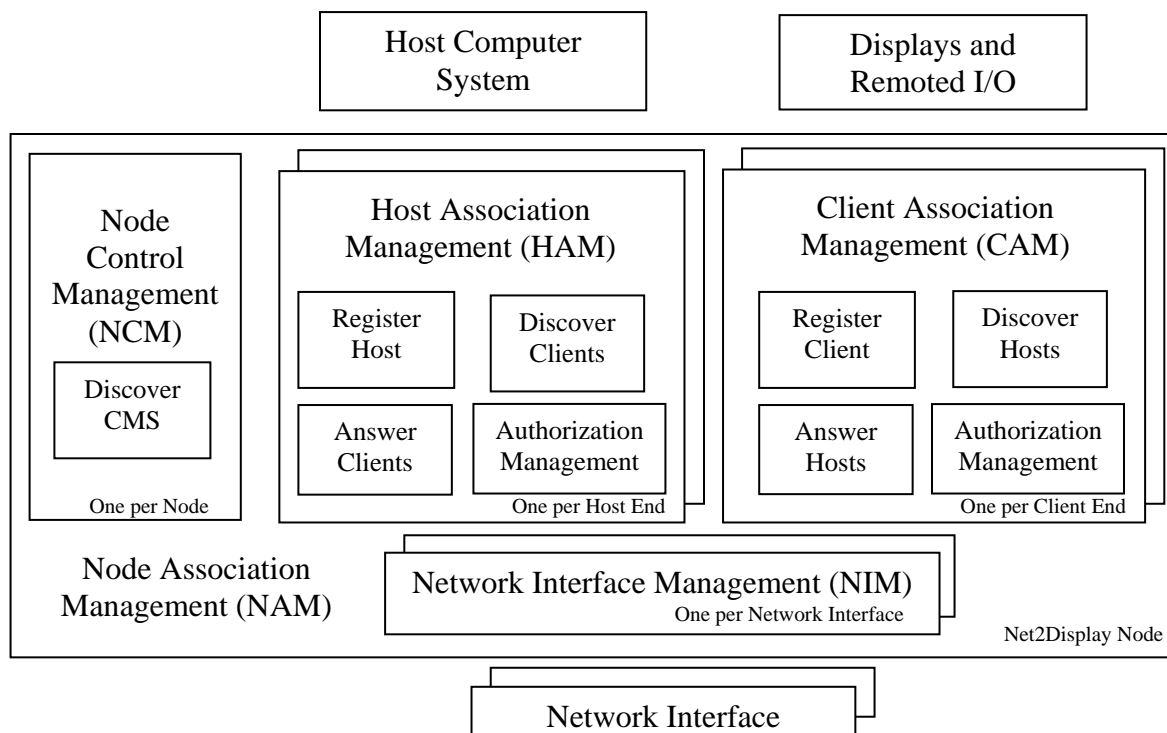 Host Computer
System
Displays and
Remoted I/O
Node
Control
Management
(NCM)
Discover
CMS
One per Node
Host Association
Management (HAM)
Register
Host
Discover
Clients
Answer
Clients
Authorization
Management
One per Host End
Client Association
Management (CAM)
Register
Client
Discover
Hosts
Answer
Hosts
Authorization
Management
One per Client End
Node Association
Management (NAM)
Network Interface Management (NIM)
One per Network Interface
Net2Display Node
Network Interface